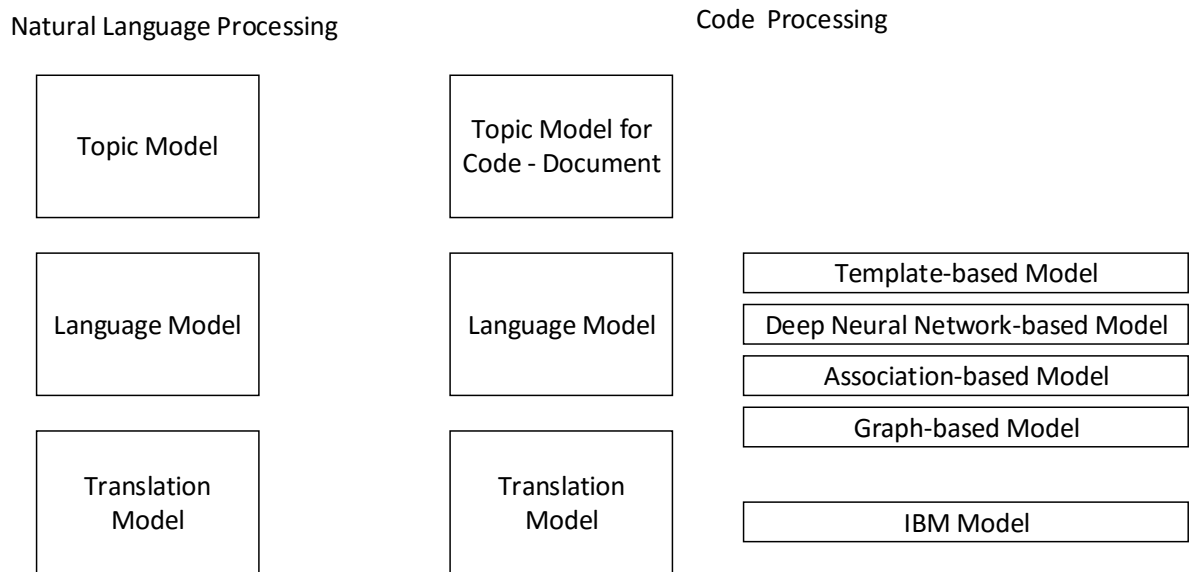 Natural Language Processing
Code Processing
Topic Model
Topic Model for
Code - Document
Language Model
Language Model
Template-based Model
Deep Neural Network-based Model
Association-based Model
Graph-based Model
Translation
Model
Translation
Model
IBM Model